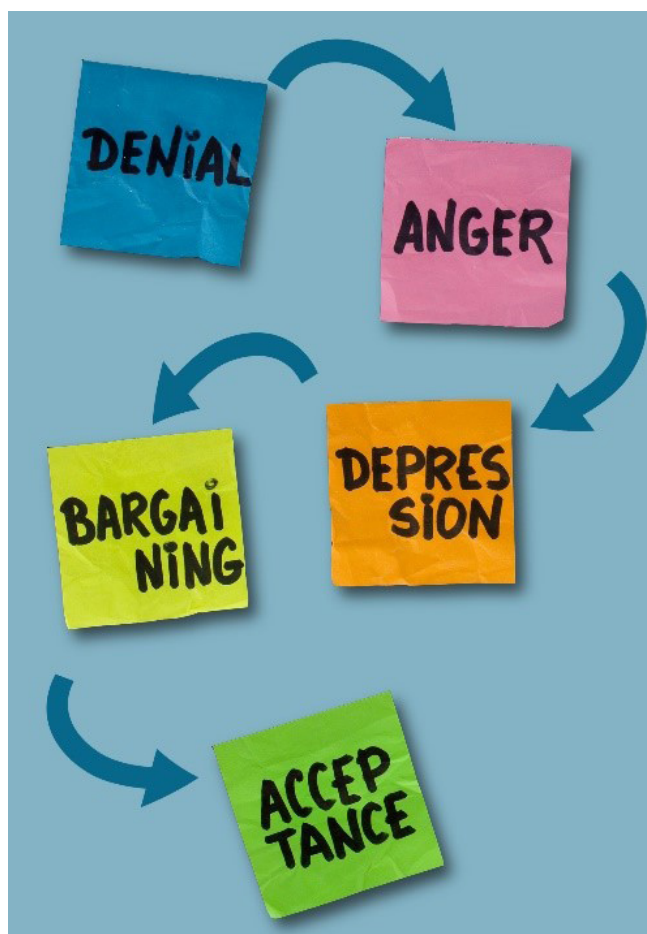 DENiAL
ANGER
DEPRES
SiON
BARGAi
NiNG
ACCEP
TANCE